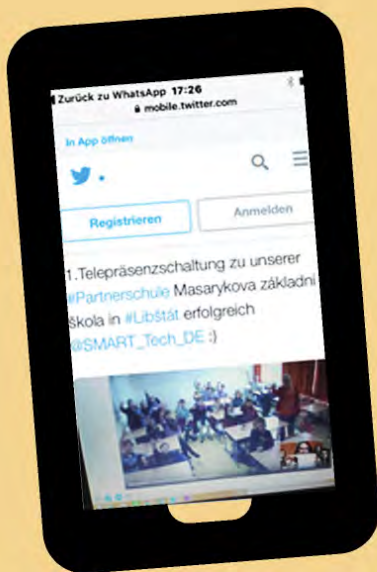 Zurück zu WhatsApp 17:26
mobile.twitter.com
In App öffnen
Registrieren
Anmelden
1.Telepräsenzschaltung zu unserer
#Partnerschule Masarykova základní
škola in #Libštát erfolgreich
@SMART_Tech_DE :)